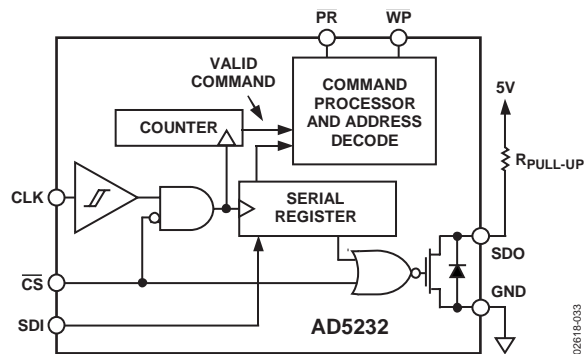 PR
WP
VALID
COMMAND
COMMAND
PROCESSOR
AND ADDRESS
DECODE
5V
COUNTER
RPULL-UP
CLK
SERIAL
REGISTER
SDO
CS
GND
SDI
AD5232
02618-033